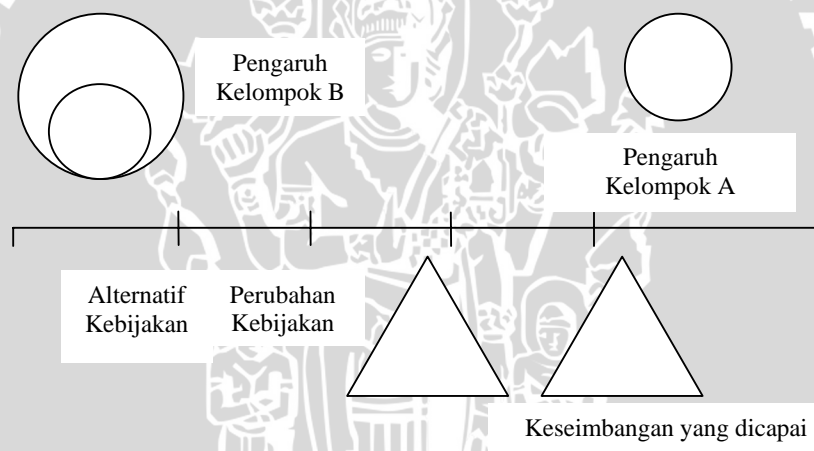 Pengaruh
Kelompok B
Pengaruh
Kelompok A
Alternatif
Kebijakan
Perubahan
Kebijakan
Keseimbangan yang dicapai